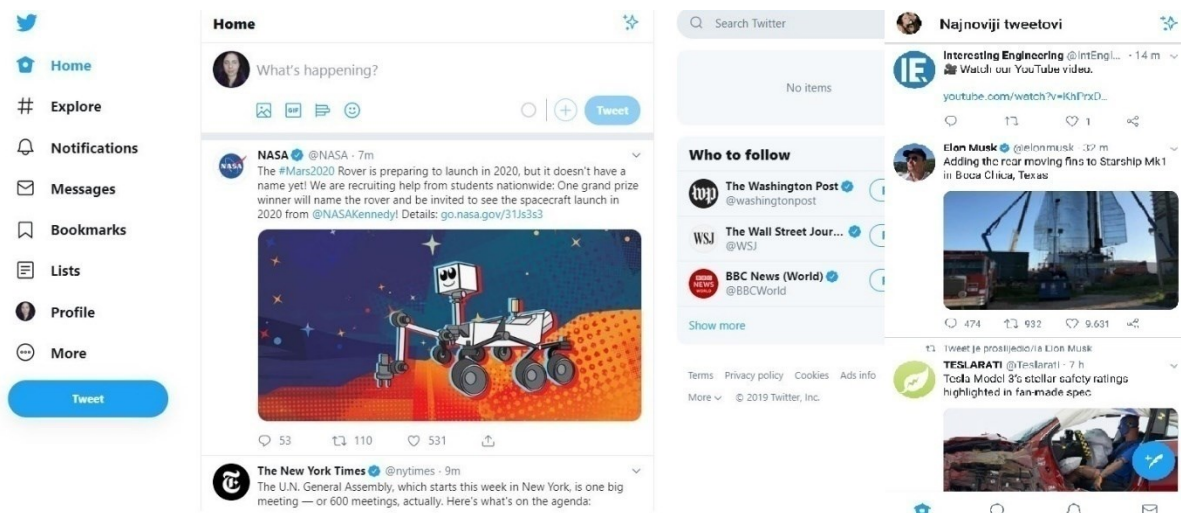 Home
Explore
Notifications
Messages
Bookmarks
Lists
Profile
More
Tweet
Home
What's happening?
GIF
Tweet
NASA @NASA · 7m
The #Mars2020 Rover is preparing to launch in 2020, but it doesn't have a
name yet! We are recruiting help from students nationwide: One grand prize
winner will name the rover and be invited to see the spacecraft launch in
2020 from @NASAKennedy! Details: go.nasa.gov/31Js3s3
53 110 531
The New York Times @nytimes · 9m
The U.N. General Assembly, which starts this week in New York, is one big
meeting — or 600 meetings, actually. Here's what's on the agenda:
Search Twitter
No items
Who to follow
The Washington Post
@washingtonpost
WSJ
The Wall Street Jour...
@WSJ
BBC
NEWS
WORLD
BBC News (World)
@BBCWorld
Show more
Terms Privacy policy Cookies Ads info
More © 2019 Twitter, Inc.
Najnoviji tweetovi
IE
Interesting Engineering @IntEngi... · 14 m
Watch our YouTube video.
youtube.com/watch?v=KhPrxD...
1
Elon Musk @elonmusk · 32 m
Adding the rear moving fins to Starship Mk1
in Boca Chica, Texas
474 932 9.631
Tweet je proslijedio/la Elon Musk
TESLARATI @Teslarati · 7 h
Tesla Model 3's stellar safety ratings
highlighted in fan-made spec